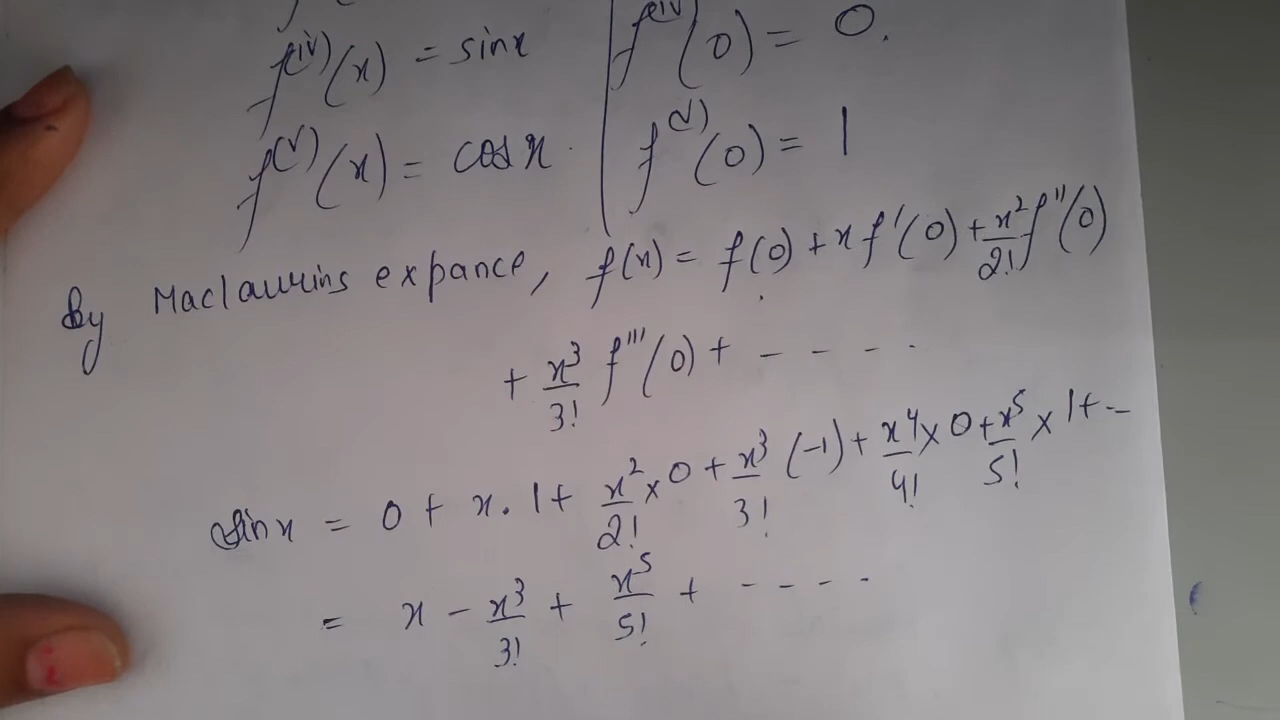 f⁽ⁱᵛ⁾(x) = sinx | f⁽ⁱᵛ⁾(0) = 0.
f⁽ᵛ⁾(x) = cosx. | f⁽ᵛ⁾(0) = 1
By Maclaurins expance, f(x) = f(0) + x f'(0) + x²/2! f''(0)
+ x³/3! f'''(0) + - - - -
Sinx = 0 + x.1 + x²/2! × 0 + x³/3! (-1) + x⁴/4! × 0 + x⁵/5! × 1 + --
= x - x³/3! + x⁵/5! + - - - -